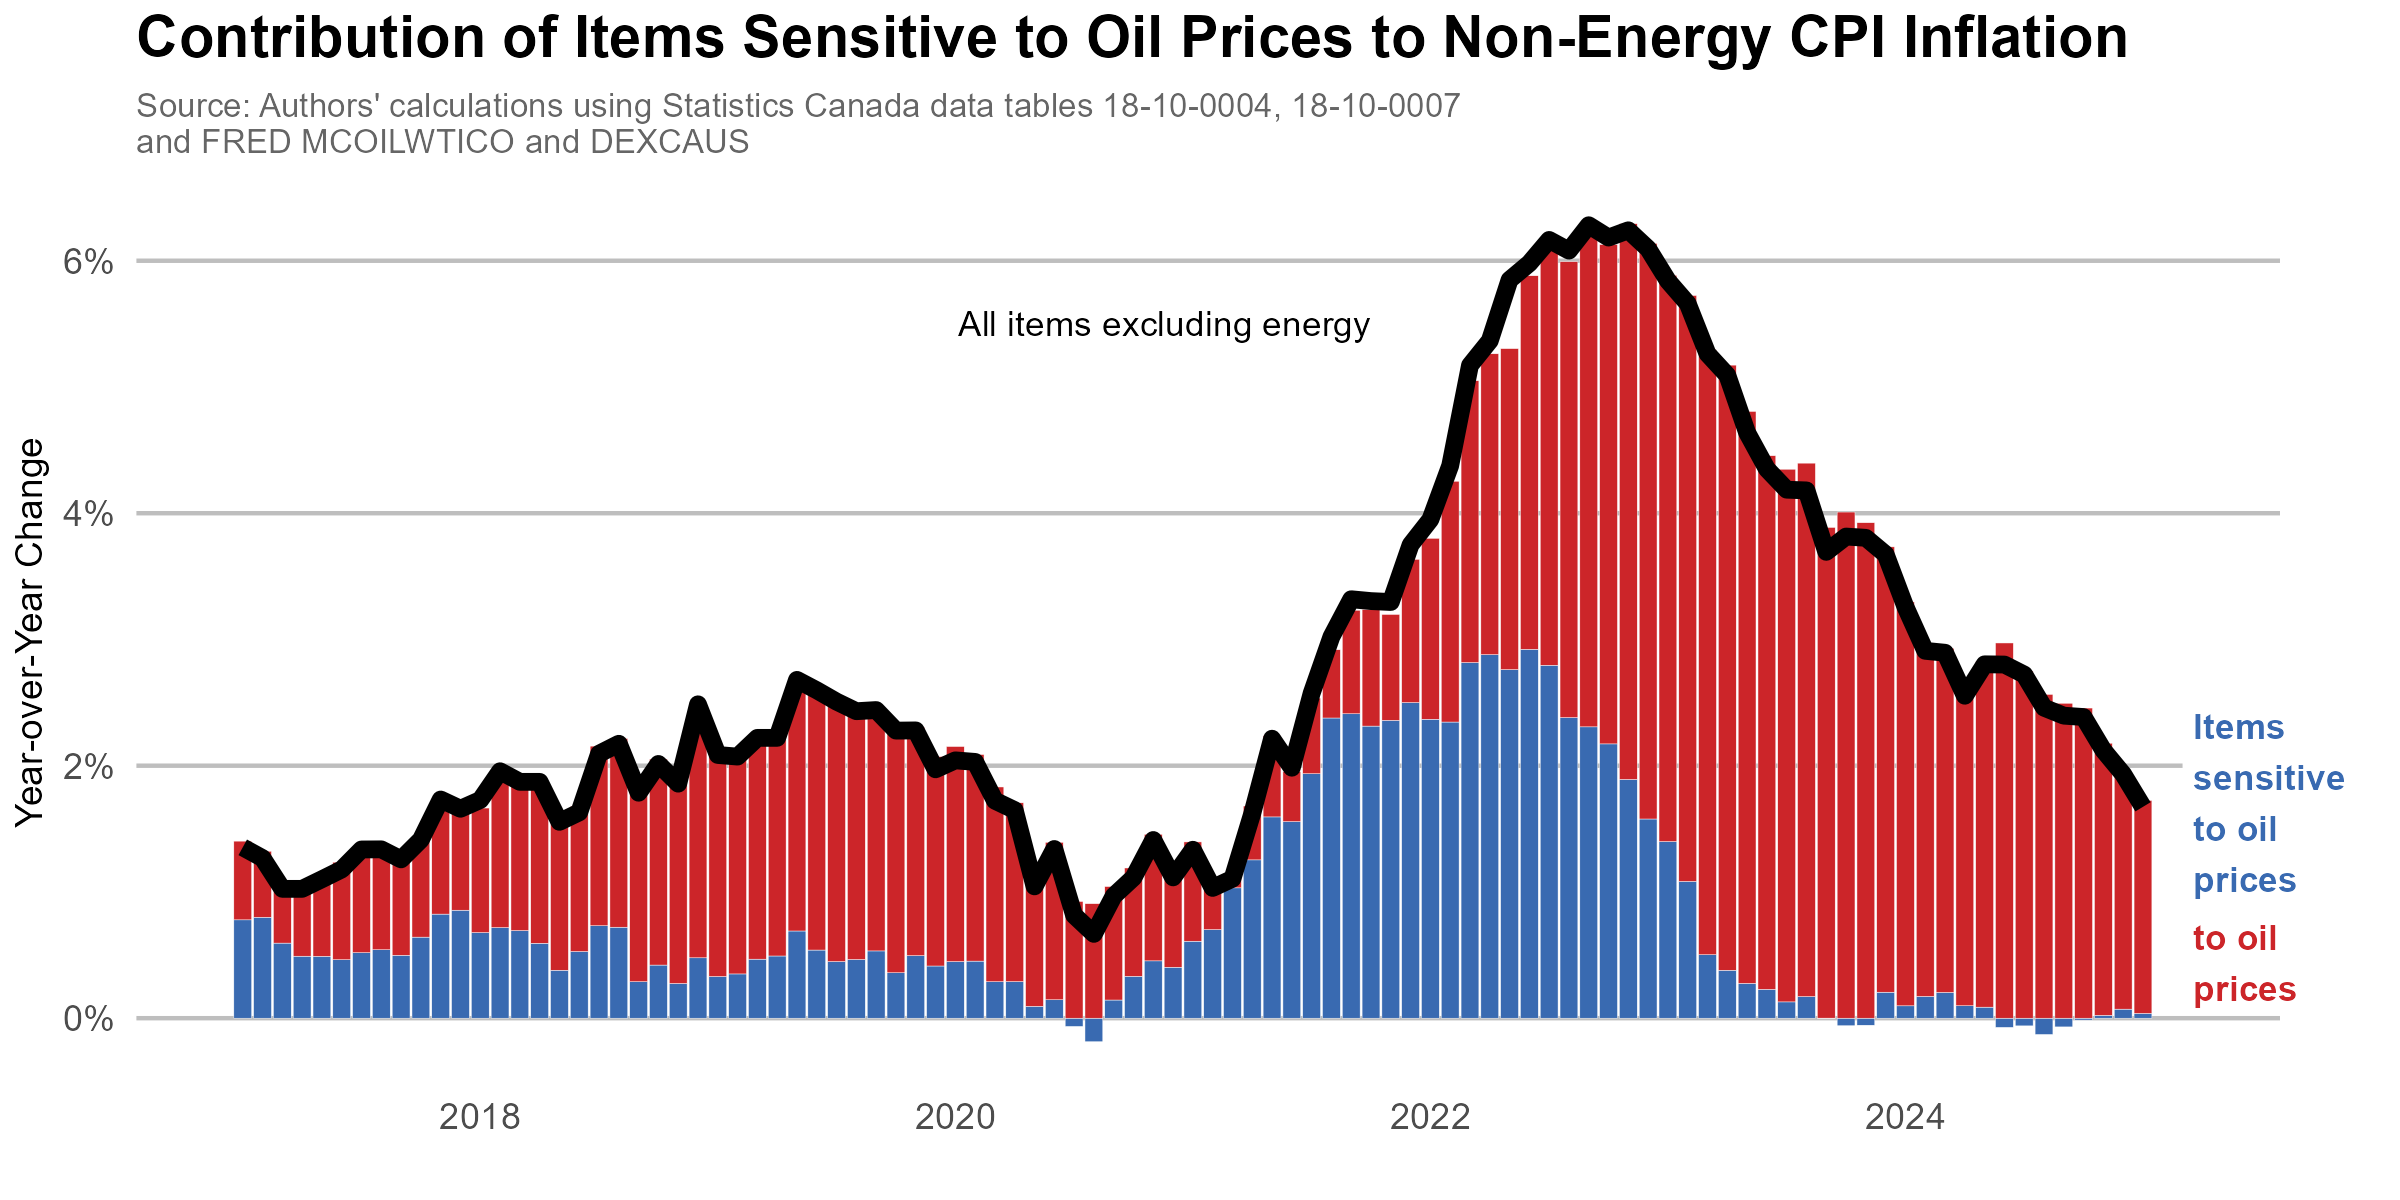 Contribution of Items Sensitive to Oil Prices to Non-Energy CPI Inflation
Source: Authors' calculations using Statistics Canada data tables 18-10-0004, 18-10-0007
and FRED MCOILWTICO and DEXCAUS
Year-over-Year Change
6%
4%
2%
0%
All items excluding energy
Items
sensitive
to oil
prices
to oil
prices
2018
2020
2022
2024